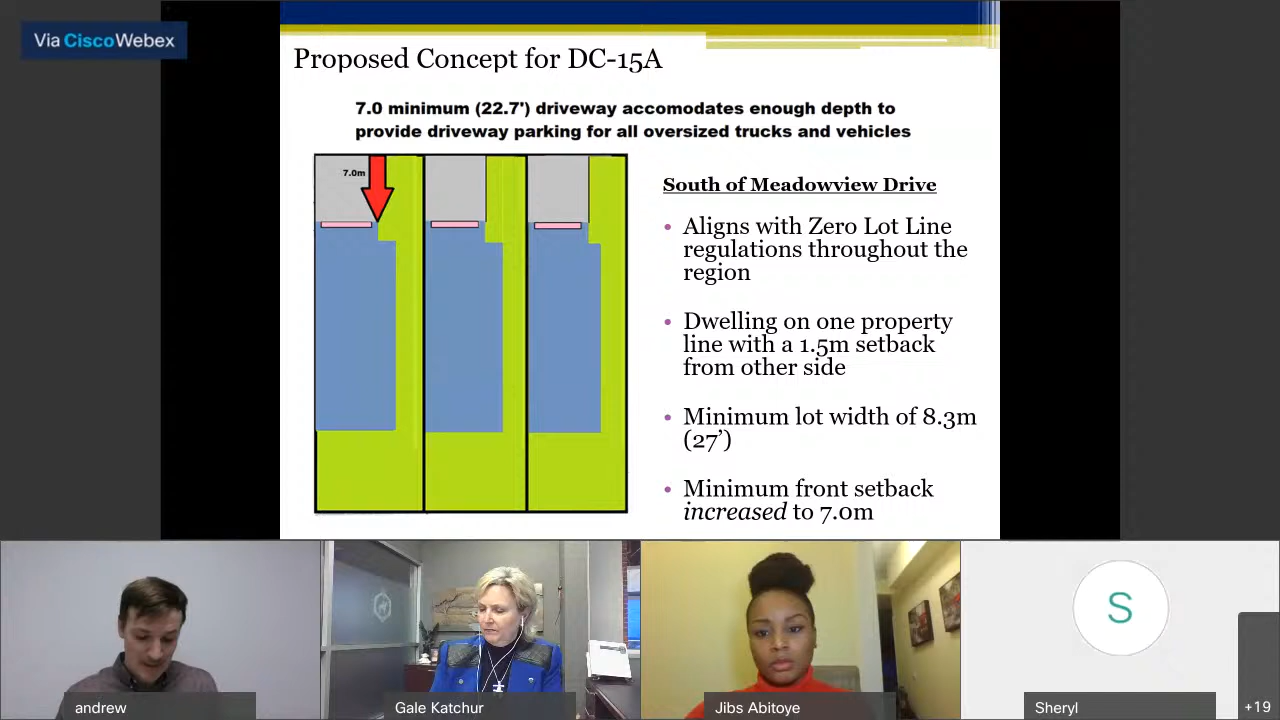 Via Cisco Webex
Proposed Concept for DC-15A
7.0 minimum (22.7') driveway accomodates enough depth to
provide driveway parking for all oversized trucks and vehicles
7.0m
South of Meadowview Drive
• Aligns with Zero Lot Line
regulations throughout the
region
• Dwelling on one property
line with a 1.5m setback
from other side
• Minimum lot width of 8.3m
(27’)
• Minimum front setback
increased to 7.0m
S
andrew
Gale Katchur
Jibs Abitoye
Sheryl
+19